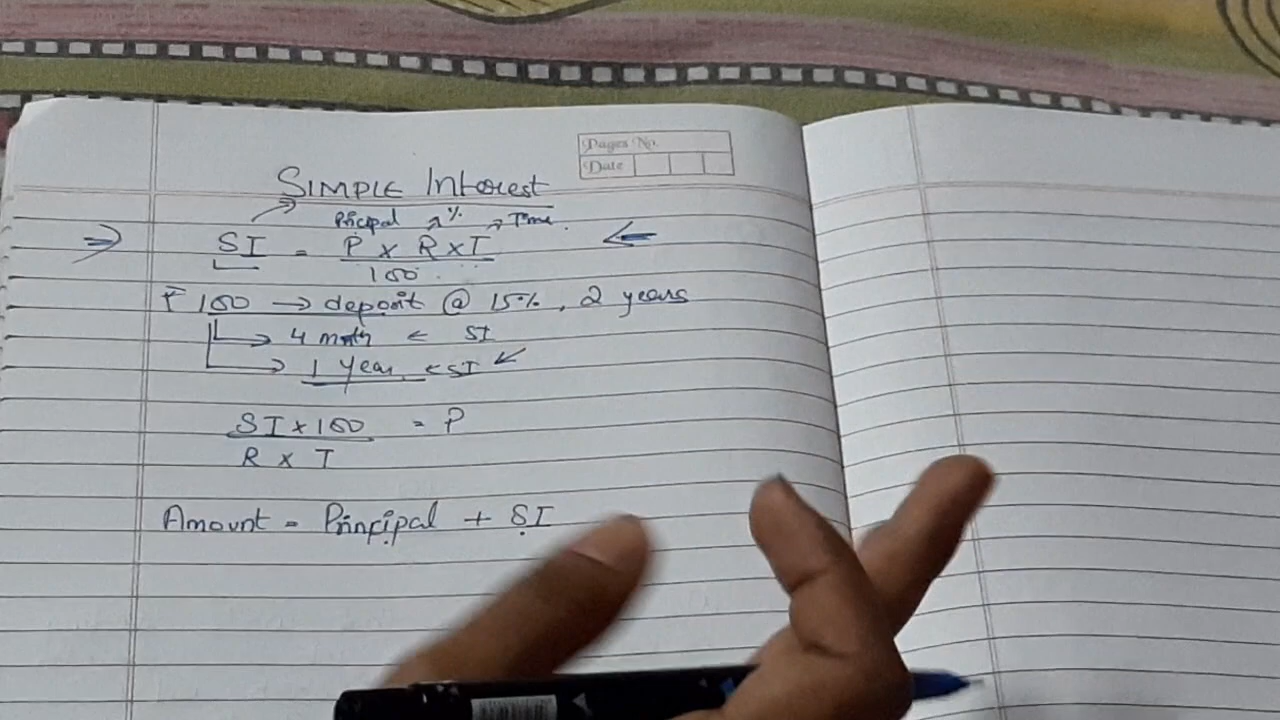 Pages No.
Date
SIMPLE Interest
Pricipal % Time.
SI = P x R x T
100
₹ 100 → deposit @ 15%, 2 years
→ 4 mnth < SI
→ 1 year < SI
SI x 100 = P
R x T
Amount = Principal + SI